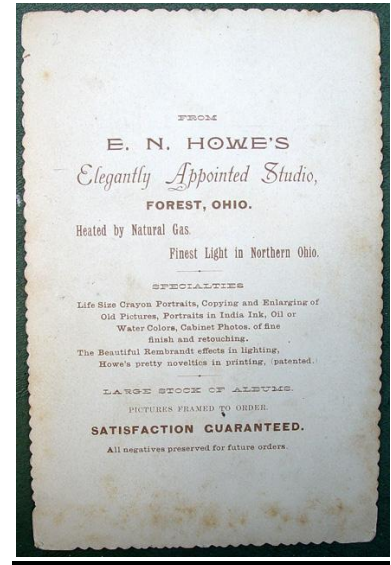 FROM
E. N. HOWE'S
Elegantly Appointed Studio,
FOREST, OHIO.
Heated by Natural Gas.
Finest Light in Northern Ohio.
SPECIALTIES
Life Size Crayon Portraits, Copying and Enlarging of
Old Pictures, Portraits in India Ink, Oil or
Water Colors, Cabinet Photos. of fine
finish and retouching.
The Beautiful Rembrandt effects in lighting,
Howe's pretty novelties in printing, (patented.)
LARGE STOCK OF ALBUMS.
PICTURES FRAMED TO ORDER.
SATISFACTION GUARANTEED.
All negatives preserved for future orders.